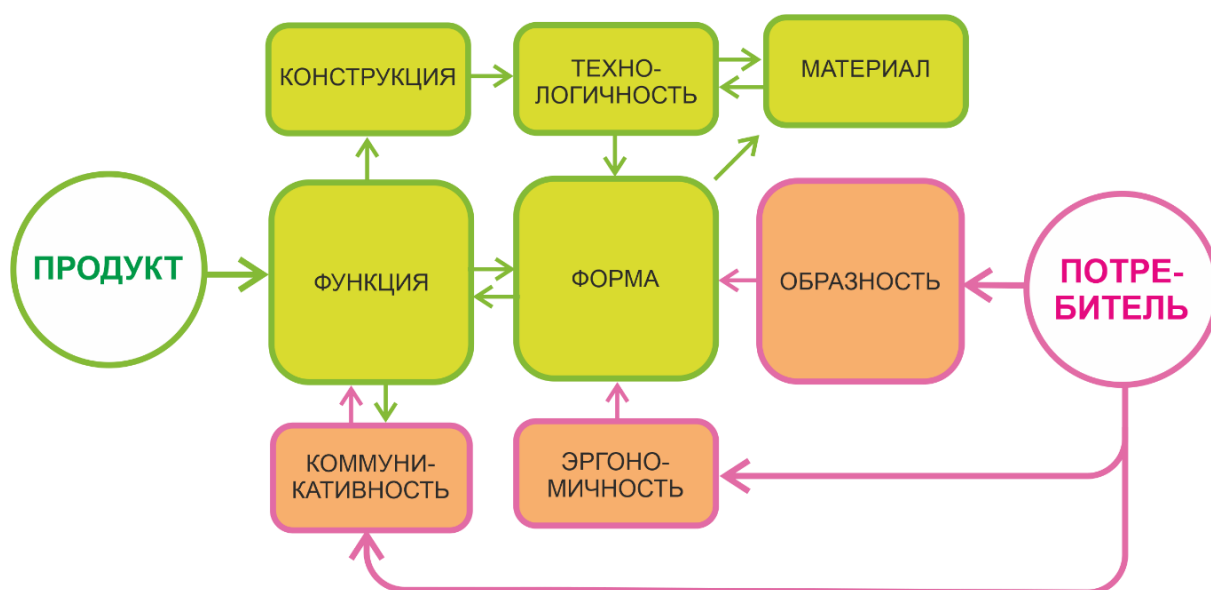 КОНСТРУКЦИЯ
ТЕХНО-
ЛОГИЧНОСТЬ
МАТЕРИАЛ
ПРОДУКТ
ФУНКЦИЯ
ФОРМА
ОБРАЗНОСТЬ
ПОТРЕ-
БИТЕЛЬ
КОММУНИ-
КАТИВНОСТЬ
ЭРГОНО-
МИЧНОСТЬ